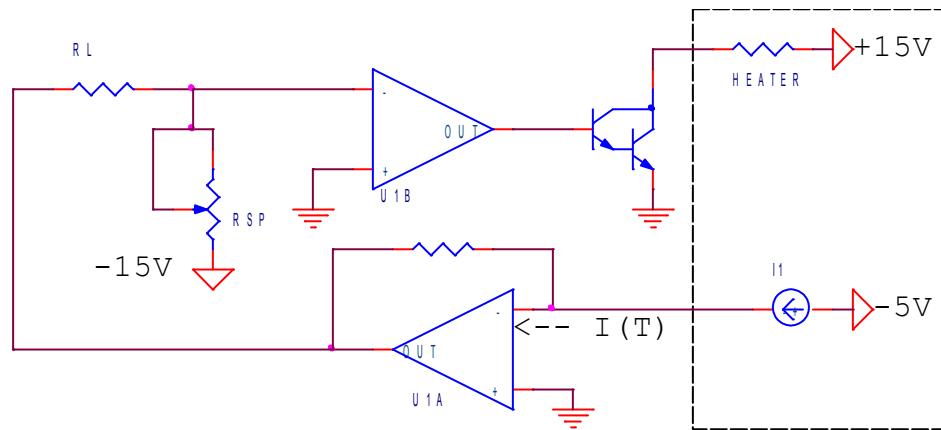 RL
+15V
HEATER
-
OUT
+
U1B
RSP
-15V
I1
-5V
-
<-- I(T)
OUT
+
U1A